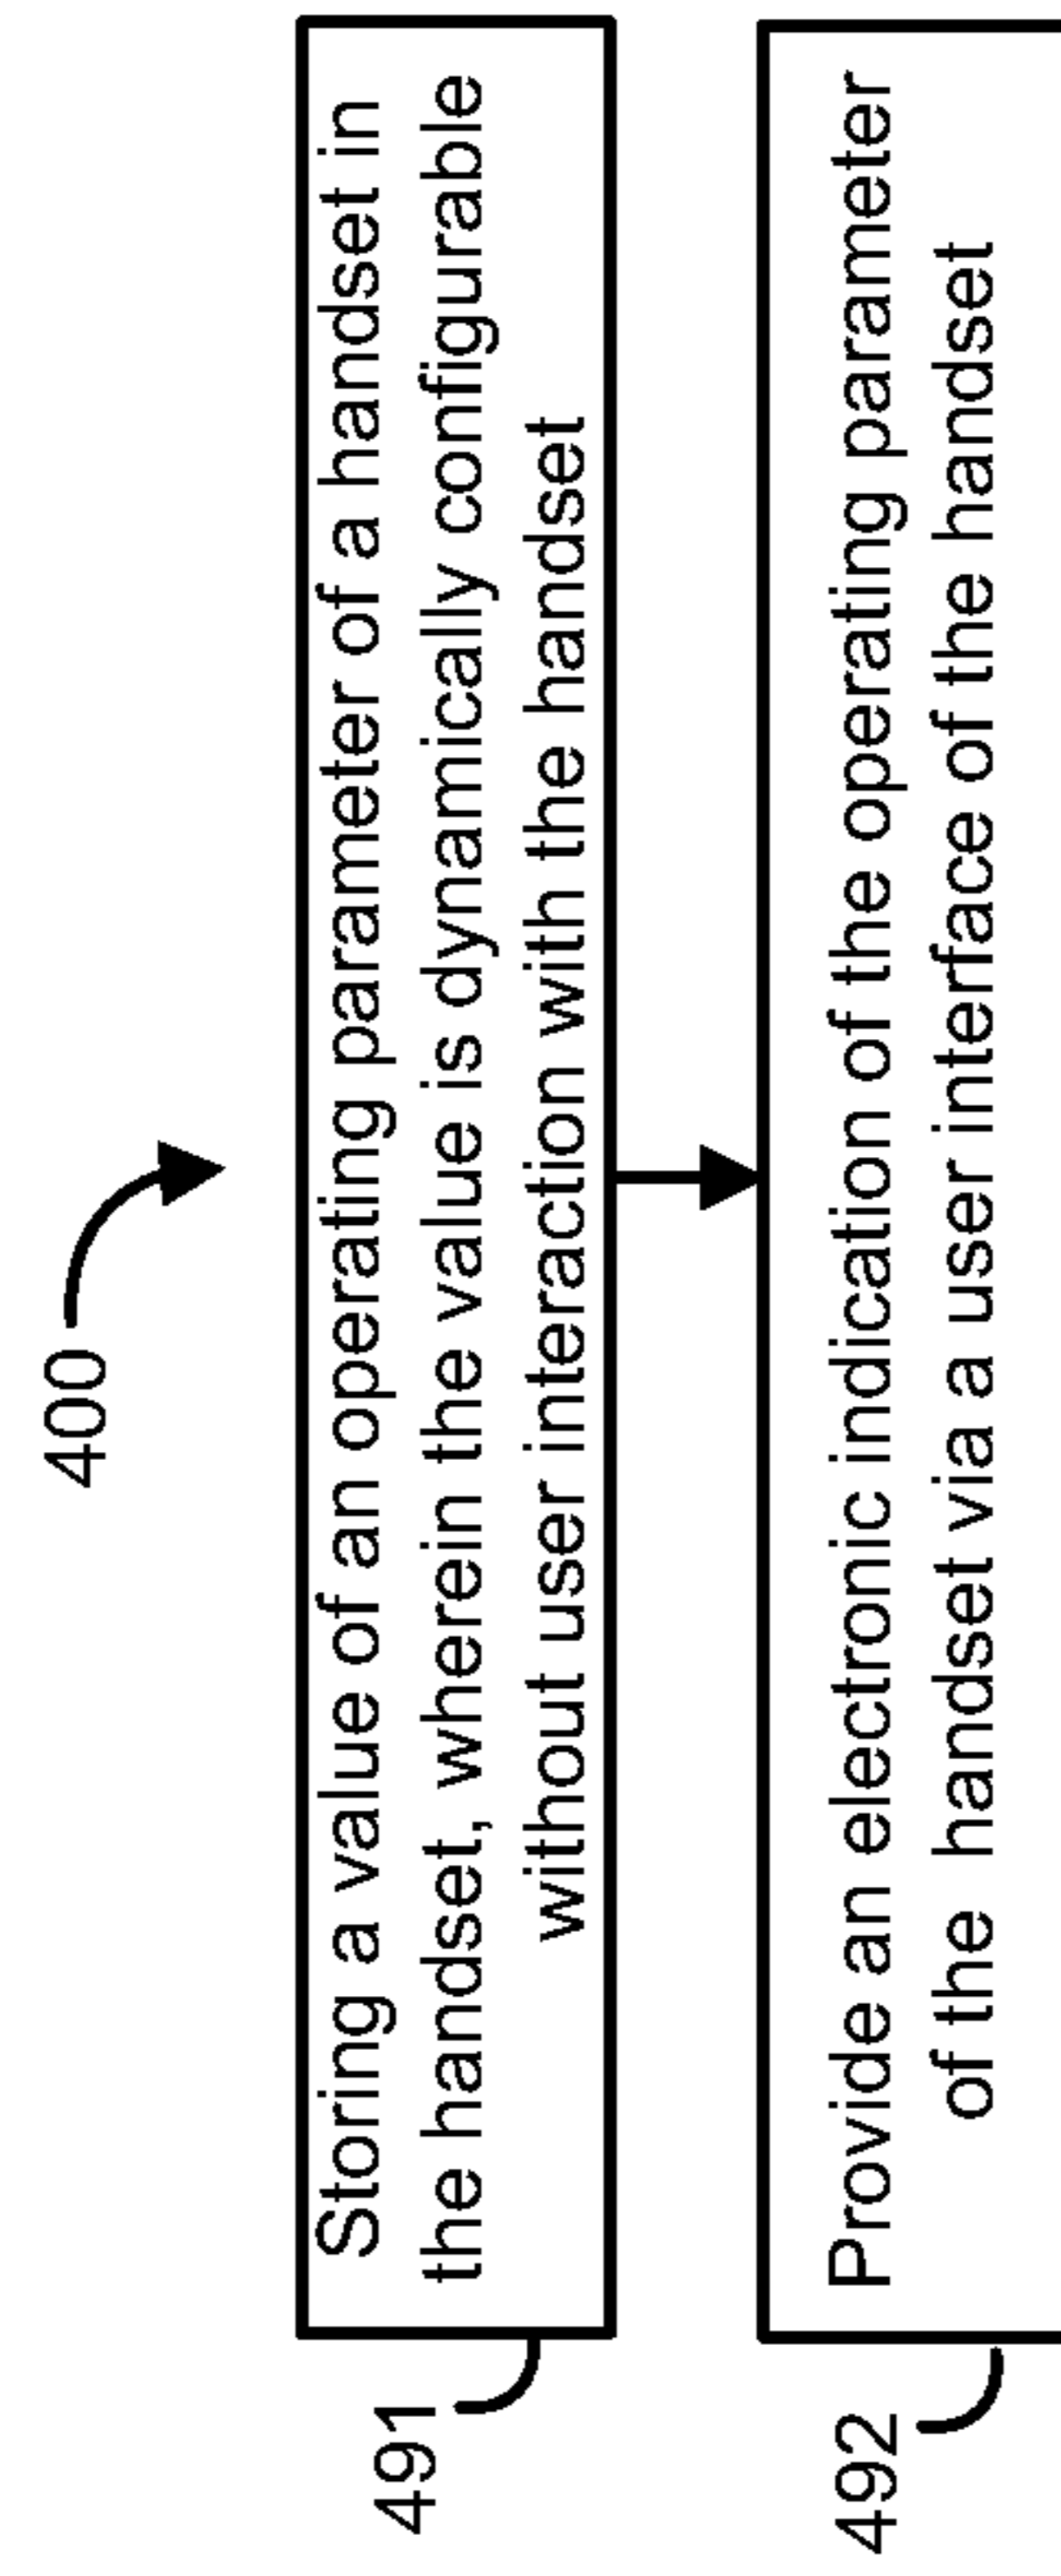 400
491
Storing a value of an operating parameter of a handset in
the handset, wherein the value is dynamically configurable
without user interaction with the handset
492
Provide an electronic indication of the operating parameter
of the handset via a user interface of the handset